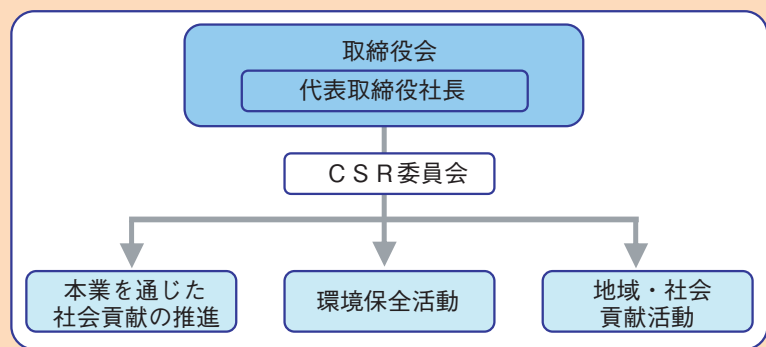 取締役会
代表取締役社長
ＣＳＲ委員会
本業を通じた
社会貢献の推進
環境保全活動
地域・社会
貢献活動